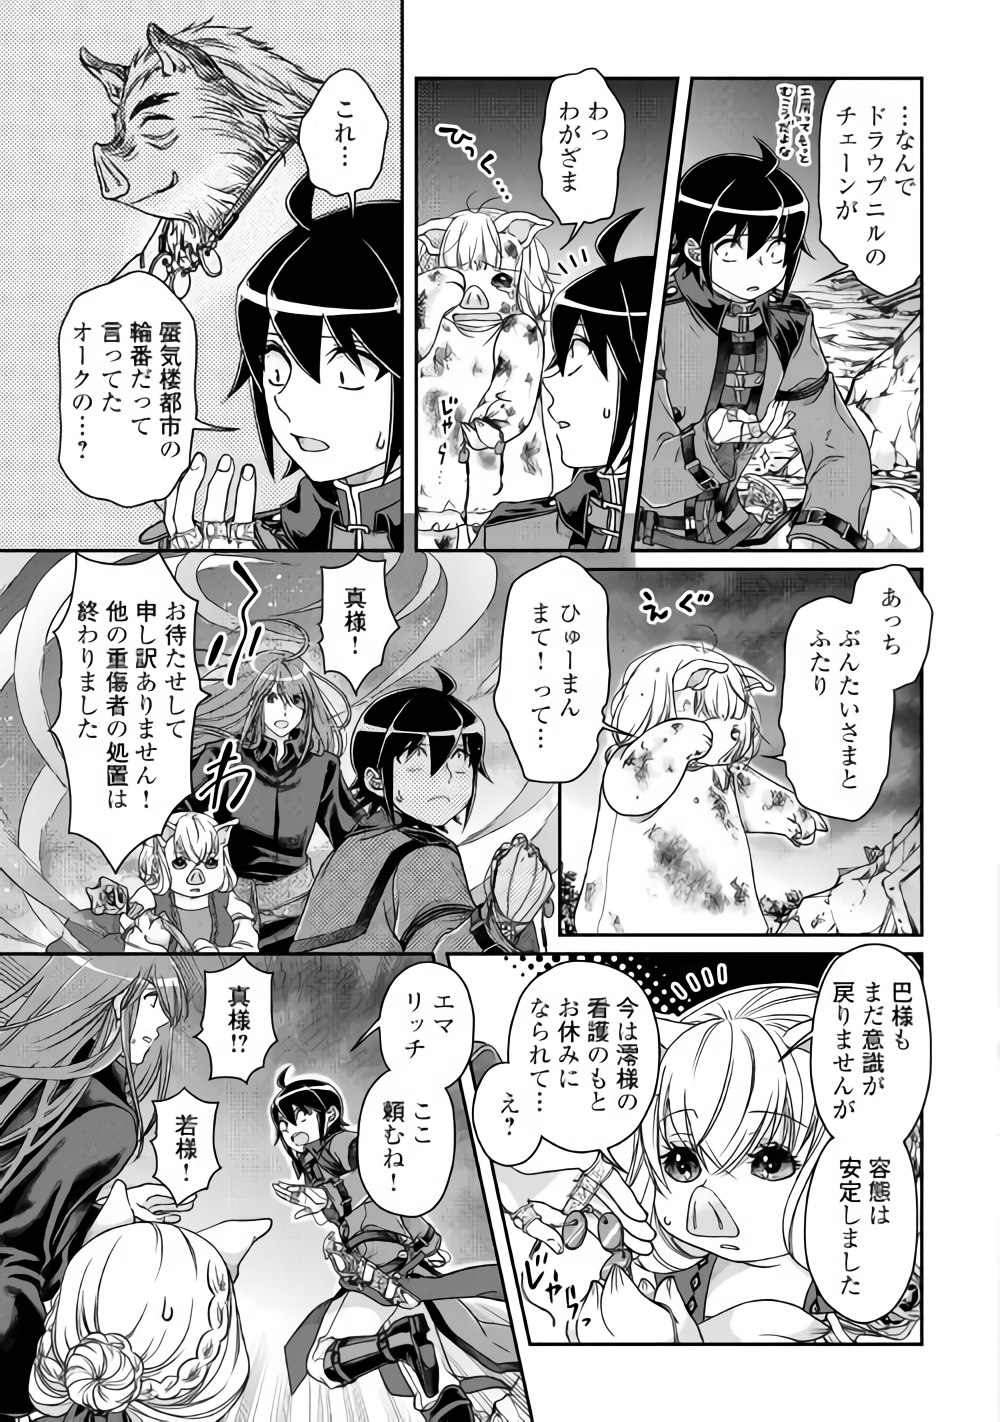 …なんで
ドラウプニルの
チェーンが
工房ってもっと
むこうだよな
わっ
わがざま
ひっく…
じゃら
これ…
蜃気楼都市の
輪番だって
言ってた
オークの…?
あっち
ぶんたいさまと
ふたり
ひゅーまん
まて!って…
えぐ
真様!
お待たせして
申し訳ありません!
他の重傷者の処置は
終わりました
巴様も
まだ意識が
戻りませんが
容態は
安定しました
今は澪様の
看護のもと
お休みに
なられて…
え?
じゃらっ
エマ
リッチ
ここ
頼むね!
真様!?
若様!